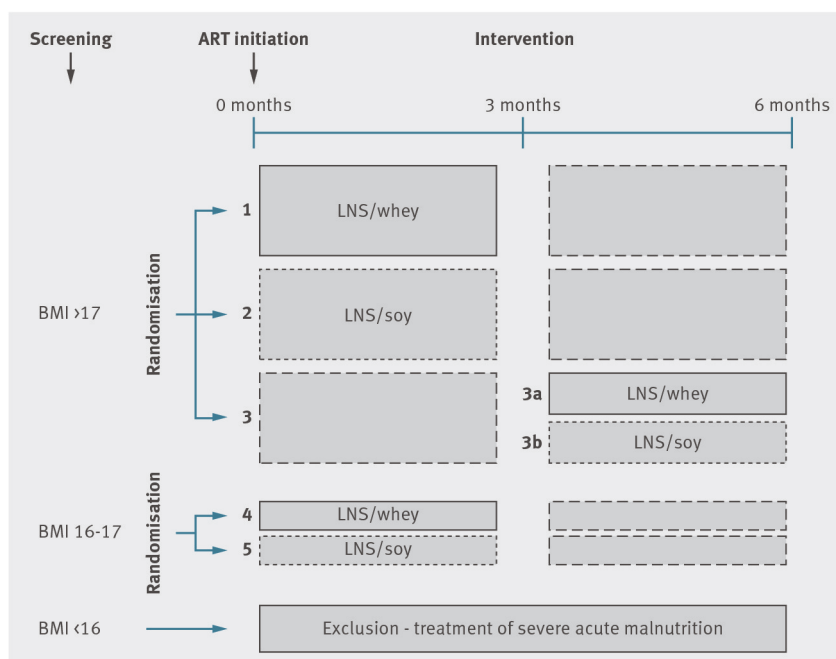 Screening
ART initiation
Intervention
0 months
3 months
6 months
BMI >17
Randomisation
1
LNS/whey
2
LNS/soy
3
3a
LNS/whey
3b
LNS/soy
BMI 16-17
Randomisation
4
LNS/whey
5
LNS/soy
BMI <16
Exclusion - treatment of severe acute malnutrition